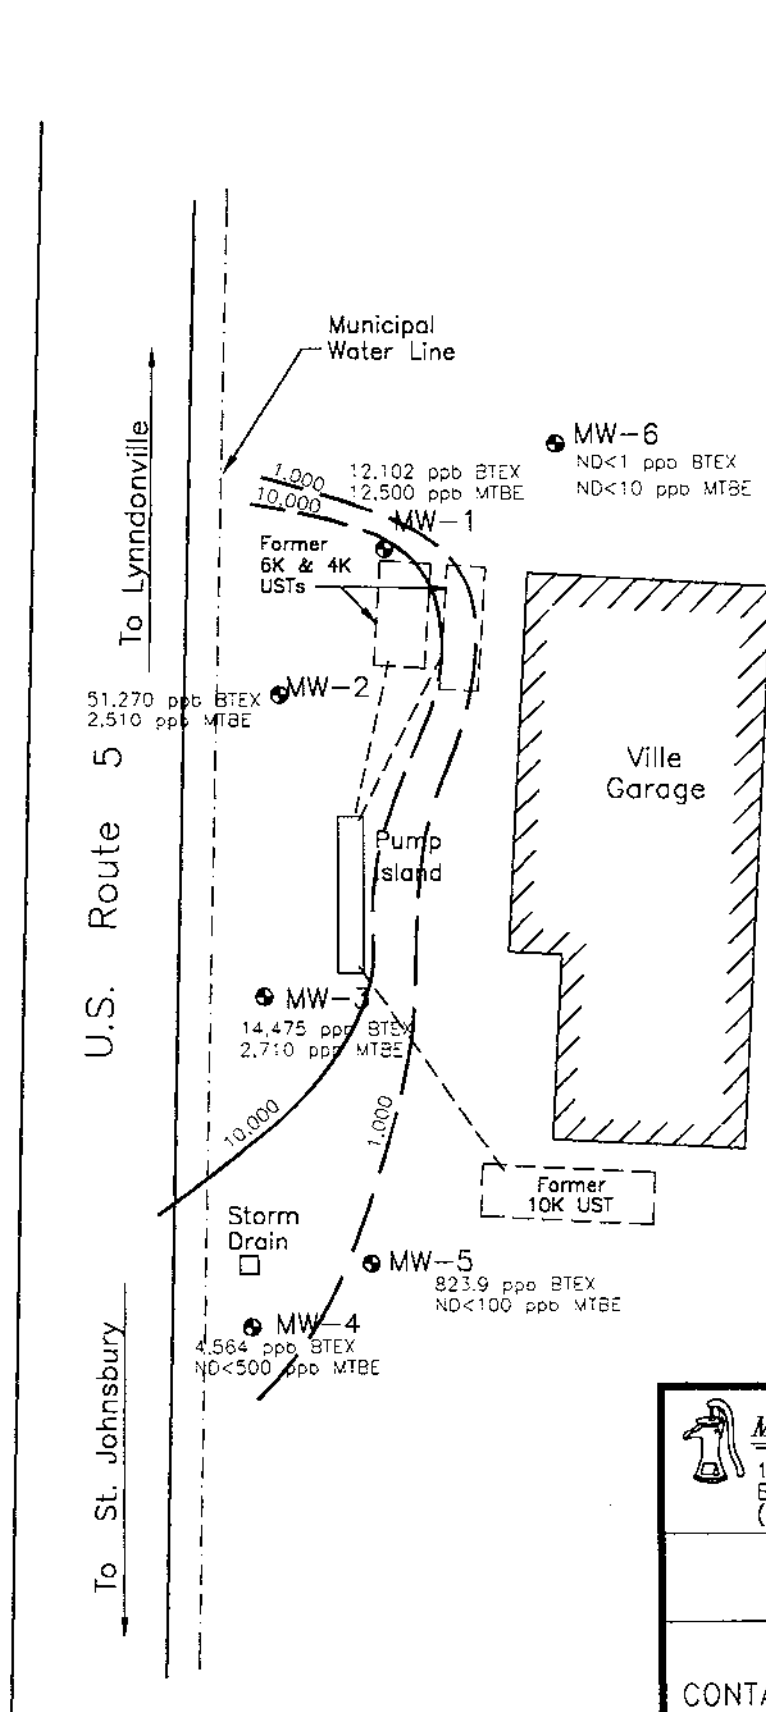 Municipal
Water Line
To Lynndonville
MW-6
ND<1 ppb BTEX
ND<10 ppb MTBE
1,000
10,000
12,102 ppb BTEX
12,500 ppb MTBE
MW-1
Former
6K & 4K
USTs
MW-2
51,270 ppb BTEX
2,510 ppb MTBE
U.S. Route 5
Ville
Garage
Pump
Island
MW-3
14,475 ppb BTEX
2,710 ppb MTBE
10,000
1,000
Former
10K UST
Storm
Drain
MW-5
823.9 ppb BTEX
ND<100 ppb MTBE
MW-4
4,564 ppb BTEX
ND<500 ppb MTBE
To St. Johnsbury
M
1
(
CONTA